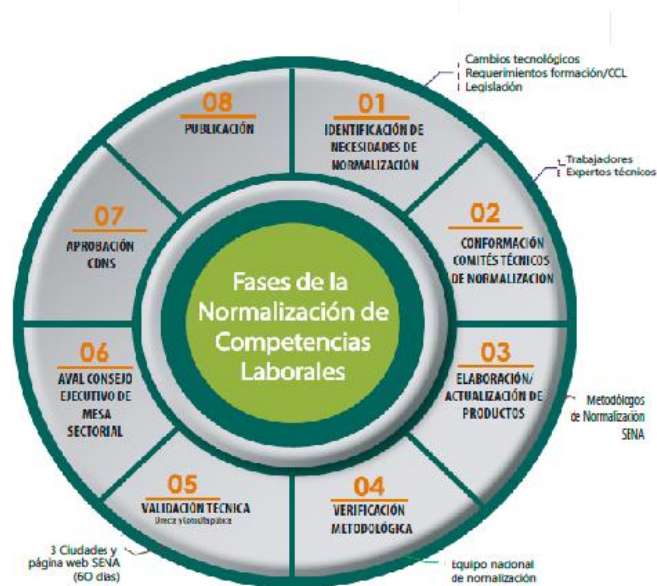 Fases de la
Normalización de
Competencias
Laborales
01
IDENTIFICACIÓN DE
NECESIDADES DE
NORMALIZACIÓN
Cambios tecnológicos
Requerimientos formación/CCL
Legislación
02
CONFORMACIÓN
COMITÉS TÉCNICOS
DE NORMALIZACIÓN
Trabajadores
Expertos técnicos
03
ELABORACIÓN/
ACTUALIZACIÓN DE
PRODUCTOS
Metodólogos
de Normalización
SENA
04
VERIFICACIÓN
METODOLÓGICA
Equipo nacional
de normalización
05
VALIDACIÓN TÉCNICA
Directa y Consulta pública
3 Ciudades y
página web SENA
(60 días)
06
AVAL CONSEJO
EJECUTIVO DE
MESA
SECTORIAL
07
APROBACIÓN
CDNS
08
PUBLICACIÓN